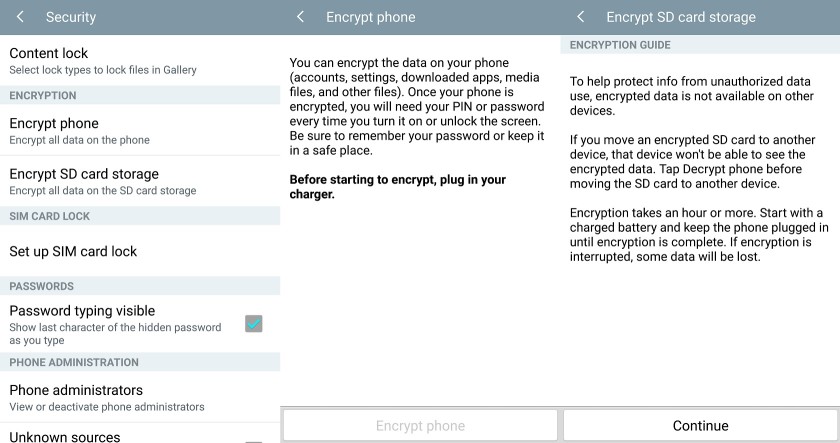 Security
Content lock
Select lock types to lock files in Gallery
ENCRYPTION
Encrypt phone
Encrypt all data on the phone
Encrypt SD card storage
Encrypt all data on the SD card storage
SIM CARD LOCK
Set up SIM card lock
PASSWORDS
Password typing visible
Show last character of the hidden password
as you type
PHONE ADMINISTRATION
Phone administrators
View or deactivate phone administrators
Unknown sources
Encrypt phone
You can encrypt the data on your phone
(accounts, settings, downloaded apps, media
files, and other files). Once your phone is
encrypted, you will need your PIN or password
every time you turn it on or unlock the screen.
Be sure to remember your password or keep it
in a safe place.
Before starting to encrypt, plug in your
charger.
Encrypt phone
Encrypt SD card storage
ENCRYPTION GUIDE
To help protect info from unauthorized data
use, encrypted data is not available on other
devices.
If you move an encrypted SD card to another
device, that device won't be able to see the
encrypted data. Tap Decrypt phone before
moving the SD card to another device.
Encryption takes an hour or more. Start with a
charged battery and keep the phone plugged in
until encryption is complete. If encryption is
interrupted, some data will be lost.
Continue